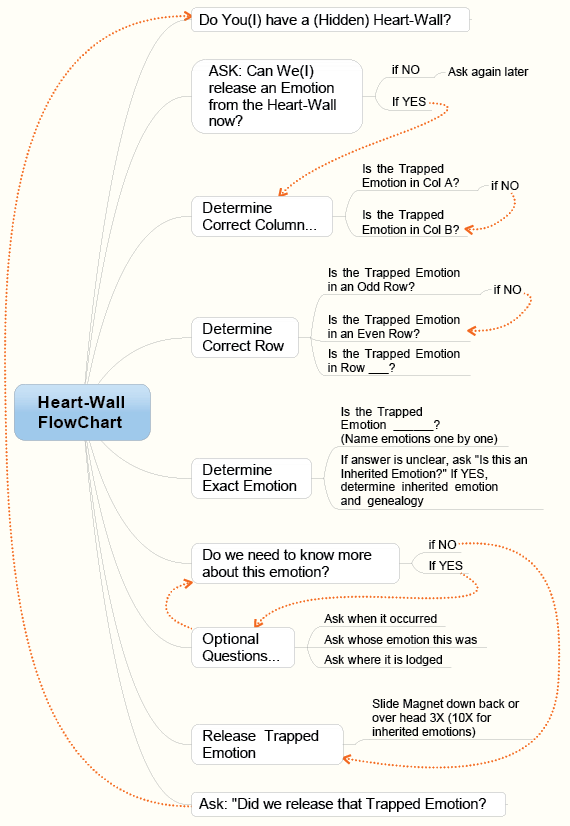 Do You(I) have a (Hidden) Heart-Wall?
ASK: Can We(I)
release an Emotion
from the Heart-Wall
now?
if NO
Ask again later
If YES
Determine
Correct Column...
Is the Trapped
Emotion in Col A?
if NO
Is the Trapped
Emotion in Col B?
Determine
Correct Row
Is the Trapped Emotion
in an Odd Row?
if NO
Is the Trapped Emotion
in an Even Row?
Is the Trapped Emotion
in Row ___?
Heart-Wall
FlowChart
Determine
Exact Emotion
Is the Trapped
Emotion ______?
(Name emotions one by one)
If answer is unclear, ask "Is this an
Inherited Emotion?" If YES,
determine inherited emotion
and genealogy
Do we need to know more
about this emotion?
if NO
If YES
Optional
Questions...
Ask when it occurred
Ask whose emotion this was
Ask where it is lodged
Release Trapped
Emotion
Slide Magnet down back or
over head 3X (10X for
inherited emotions)
Ask: "Did we release that Trapped Emotion?